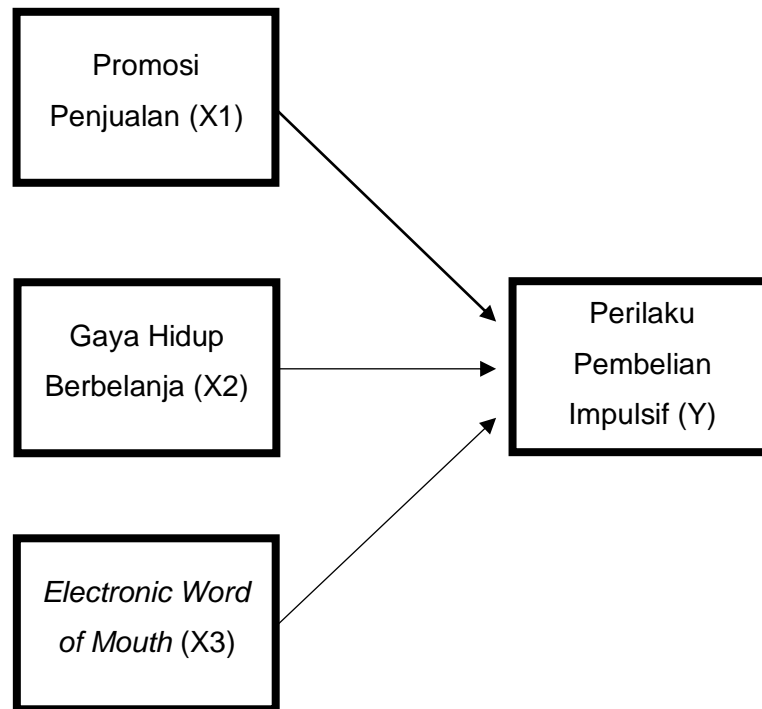 Promosi
Penjualan (X1)
Gaya Hidup
Berbelanja (X2)
Perilaku
Pembelian
Impulsif (Y)
Electronic Word
of Mouth (X3)